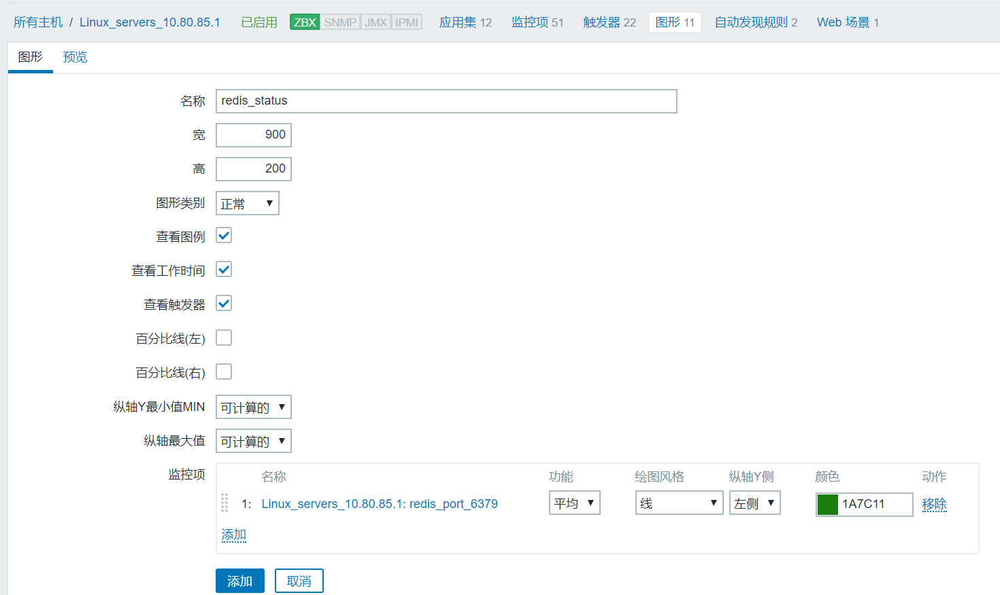 所有主机 / Linux_servers_10.80.85.1 已启用 ZBX SNMP JMX IPMI 应用集 12 监控项 51 触发器 22 图形 11 自动发现规则 2 Web 场景 1
图形 预览
名称 redis_status
宽 900
高 200
图形类别 正常
查看图例
查看工作时间
查看触发器
百分比线(左)
百分比线(右)
纵轴Y最小值MIN 可计算的
纵轴最大值 可计算的
监控项 名称 功能 绘图风格 纵轴Y侧 颜色 动作
1: Linux_servers_10.80.85.1: redis_port_6379 平均 线 左侧 1A7C11 移除
添加
添加 取消